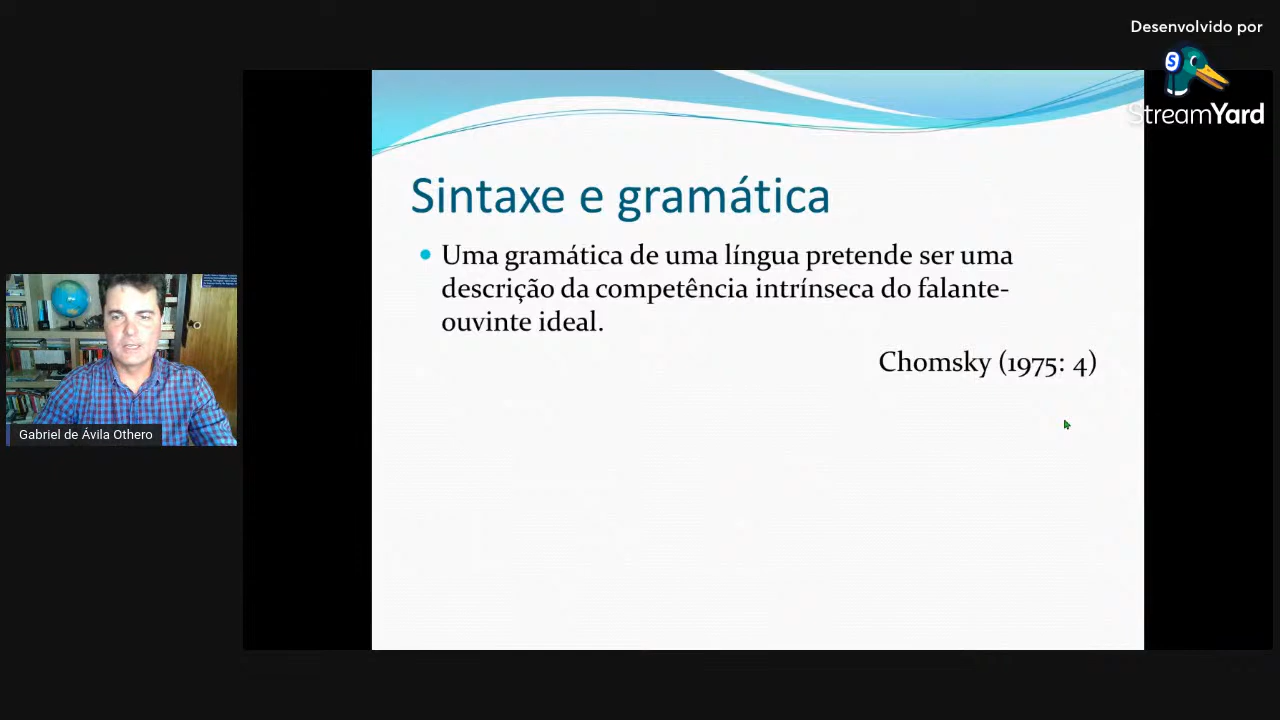 Desenvolvido por
StreamYard
Sintaxe e gramática
Uma gramática de uma língua pretende ser uma
descrição da competência intrínseca do falante-
ouvinte ideal.
Chomsky (1975: 4)
Gabriel de Ávila Othero